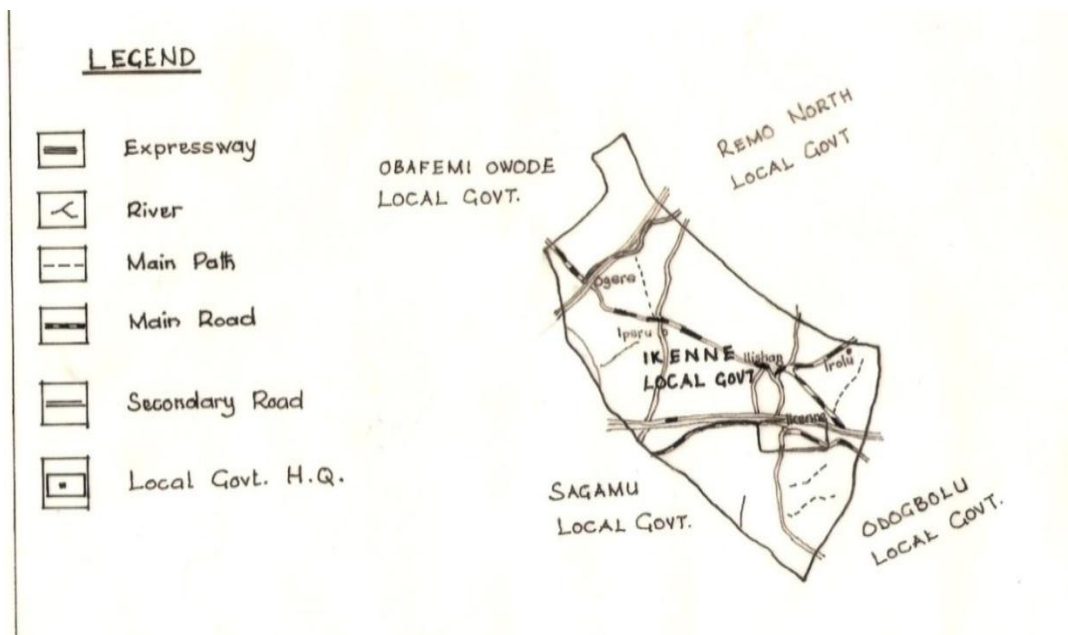 LEGEND
Expressway
River
Main Path
Main Road
Secondary Road
Local Govt. H.Q.
OBAFEMI OWODE
LOCAL GOVT.
REMO NORTH
LOCAL GOVT
Ogere
Iperu
IKENNE
LOCAL GOVT
Ilishan
Irolu
Ikenne
SAGAMU
LOCAL GOVT.
ODOGBOLU
LOCAL GOVT.